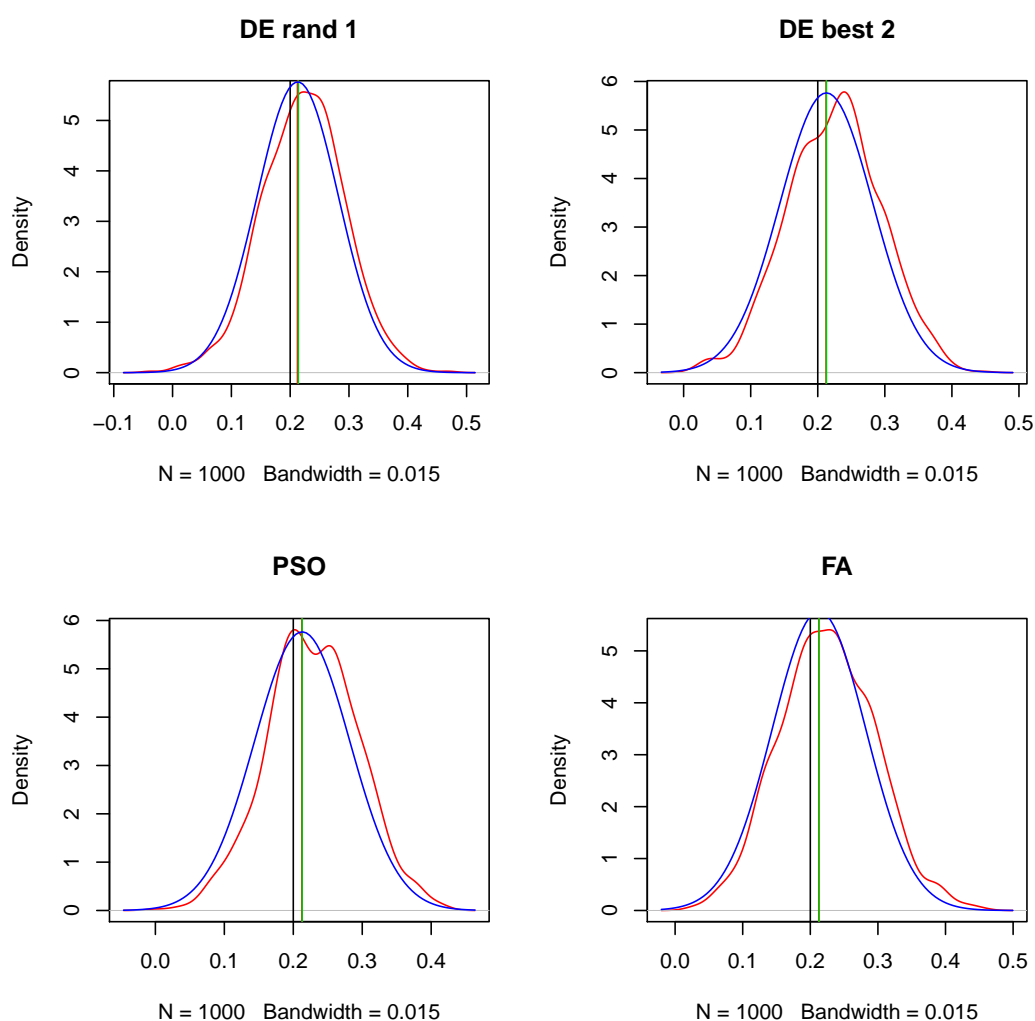 DE rand 1
Density
0 1 2 3 4 5
−0.1 0.0 0.1 0.2 0.3 0.4 0.5
N = 1000 Bandwidth = 0.015
DE best 2
Density
0 1 2 3 4 5 6
0.0 0.1 0.2 0.3 0.4 0.5
N = 1000 Bandwidth = 0.015
PSO
Density
0 1 2 3 4 5 6
0.0 0.1 0.2 0.3 0.4
N = 1000 Bandwidth = 0.015
FA
Density
0 1 2 3 4 5
0.0 0.1 0.2 0.3 0.4 0.5
N = 1000 Bandwidth = 0.015